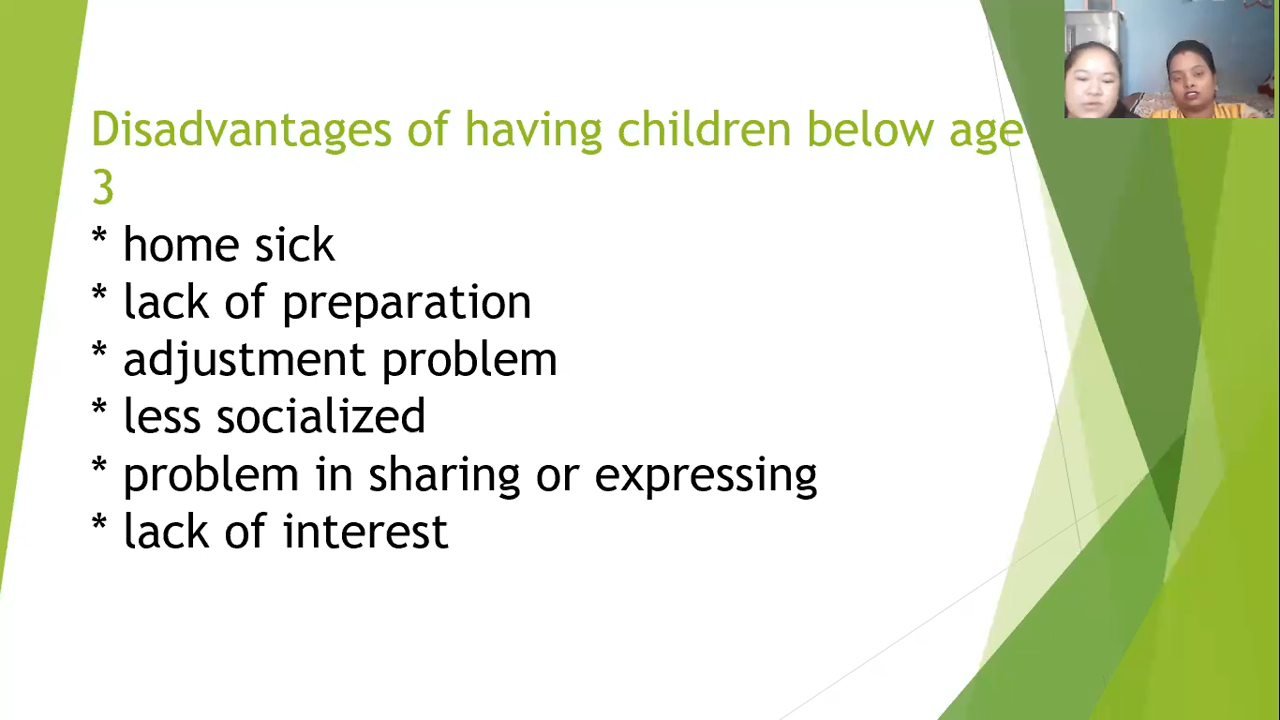 Disadvantages of having children below age
3
* home sick
* lack of preparation
* adjustment problem
* less socialized
* problem in sharing or expressing
* lack of interest